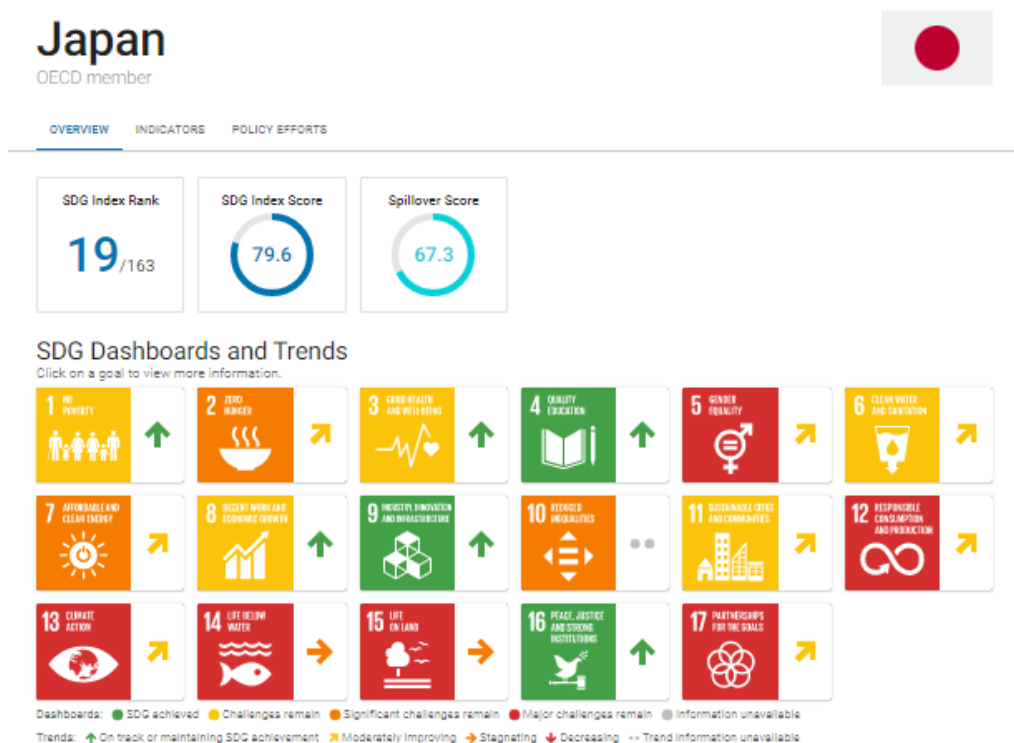 Japan
OECD member
OVERVIEW INDICATORS POLICY EFFORTS
SDG Index Rank
19/163
SDG Index Score
79.6
Spillover Score
67.3
SDG Dashboards and Trends
Click on a goal to view more information.
1 NO
POVERTY
2 ZERO
HUNGER
3 GOOD HEALTH
AND WELL-BEING
4 QUALITY
EDUCATION
5 GENDER
EQUALITY
6 CLEAN WATER
AND SANITATION
7 AFFORDABLE AND
CLEAN ENERGY
8 DECENT WORK AND
ECONOMIC GROWTH
9 INDUSTRY, INNOVATION
AND INFRASTRUCTURE
10 REDUCED
INEQUALITIES
11 SUSTAINABLE CITIES
AND COMMUNITIES
12 RESPONSIBLE
CONSUMPTION
AND PRODUCTION
13 CLIMATE
ACTION
14 LIFE BELOW
WATER
15 LIFE
ON LAND
16 PEACE, JUSTICE
AND STRONG
INSTITUTIONS
17 PARTNERSHIPS
FOR THE GOALS
Dashboards: SDG achieved Challenges remain Significant challenges remain Major challenges remain Information unavailable
Trends: On track or maintaining SDG achievement Moderately improving Stagnating Decreasing Trend information unavailable